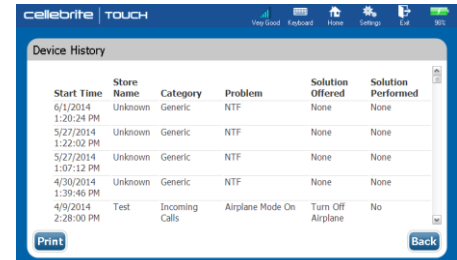 cellebrite TOUCH
Very Good Keyboard Home Settings Exit 90%
Device History
Start Time Store Name Category Problem Solution Offered Solution Performed
6/1/2014 1:20:24 PM Unknown Generic NTF None None
5/27/2014 1:22:02 PM Unknown Generic NTF None None
5/27/2014 1:07:12 PM Unknown Generic NTF None None
4/30/2014 1:39:46 PM Unknown Generic NTF None None
4/9/2014 2:28:00 PM Test Incoming Calls Airplane Mode On Turn Off Airplane No
Print Back